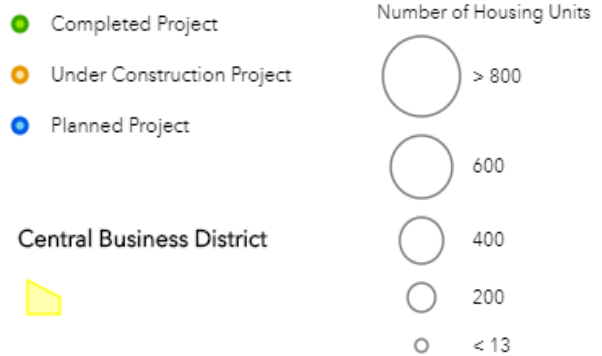 Completed Project
Under Construction Project
Planned Project
Central Business District
Number of Housing Units
> 800
600
400
200
< 13